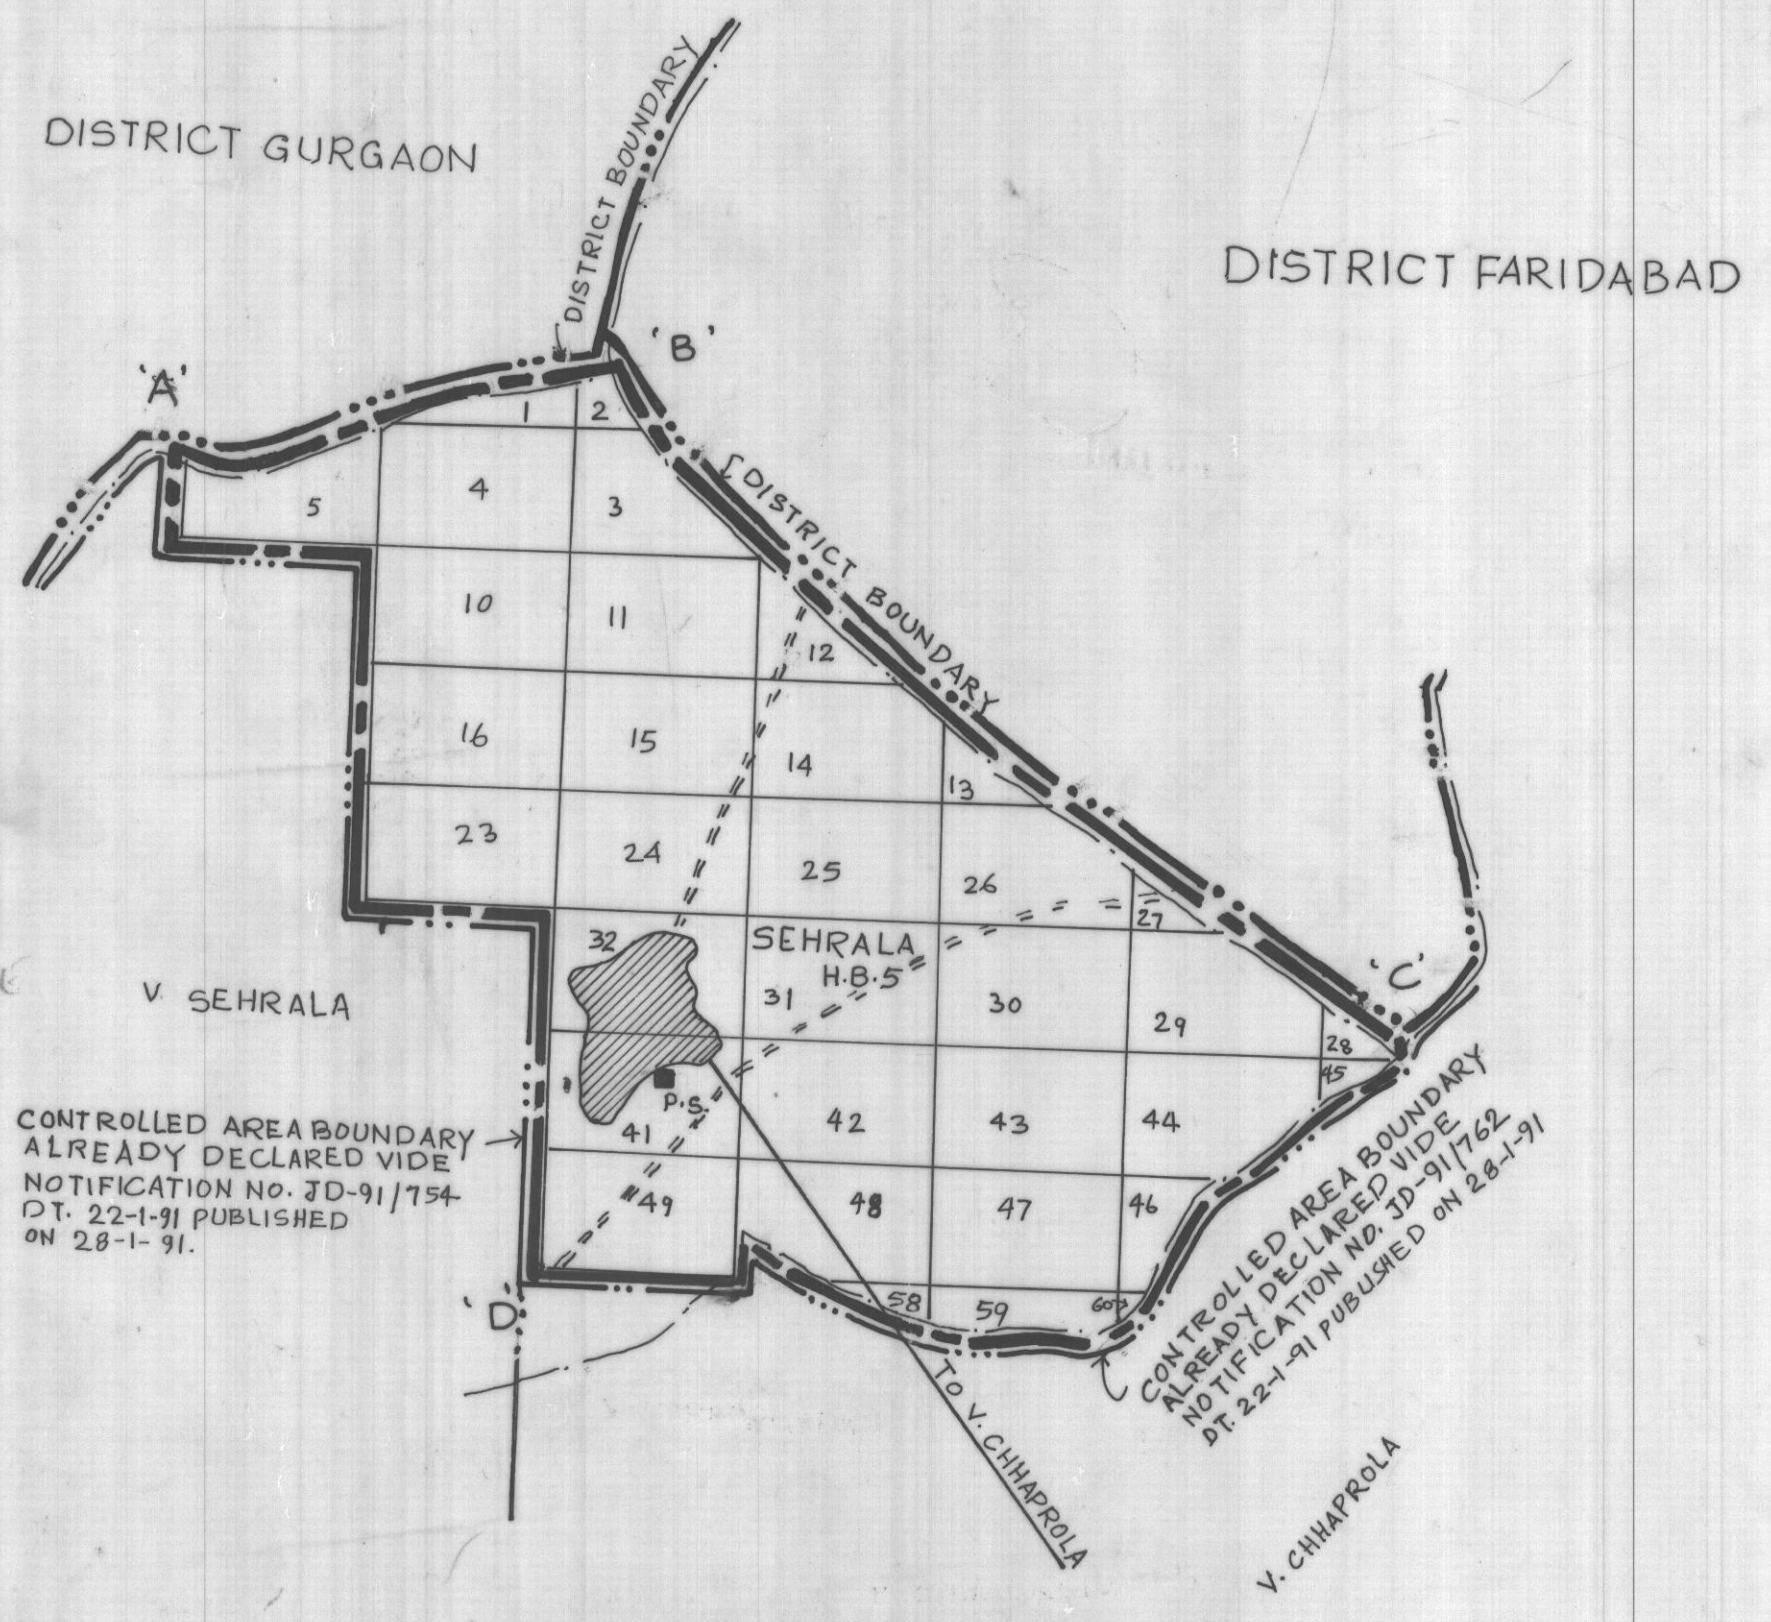 DISTRICT GURGAON
DISTRICT BOUNDARY
DISTRICT FARIDABAD
'A'
'B'
1
2
5
4
3
DISTRICT BOUNDARY
10
11
12
16
15
14
13
23
24
25
26
27
32
SEHRALA
H.B.5
31
30
29
28
'C'
V. SEHRALA
45
P.S.
41
42
43
44
CONTROLLED AREA BOUNDARY
ALREADY DECLARED VIDE
NOTIFICATION NO. JD-91/754
DT. 22-1-91 PUBLISHED
ON 28-1-91.
49
48
47
46
'D'
58
59
60
CONTROLLED AREA BOUNDARY
ALREADY DECLARED VIDE
NOTIFICATION NO. JD-91/762
DT. 22-1-91 PUBLISHED ON 28-1-91
TO V. CHHAPROLA
V. CHHAPROLA